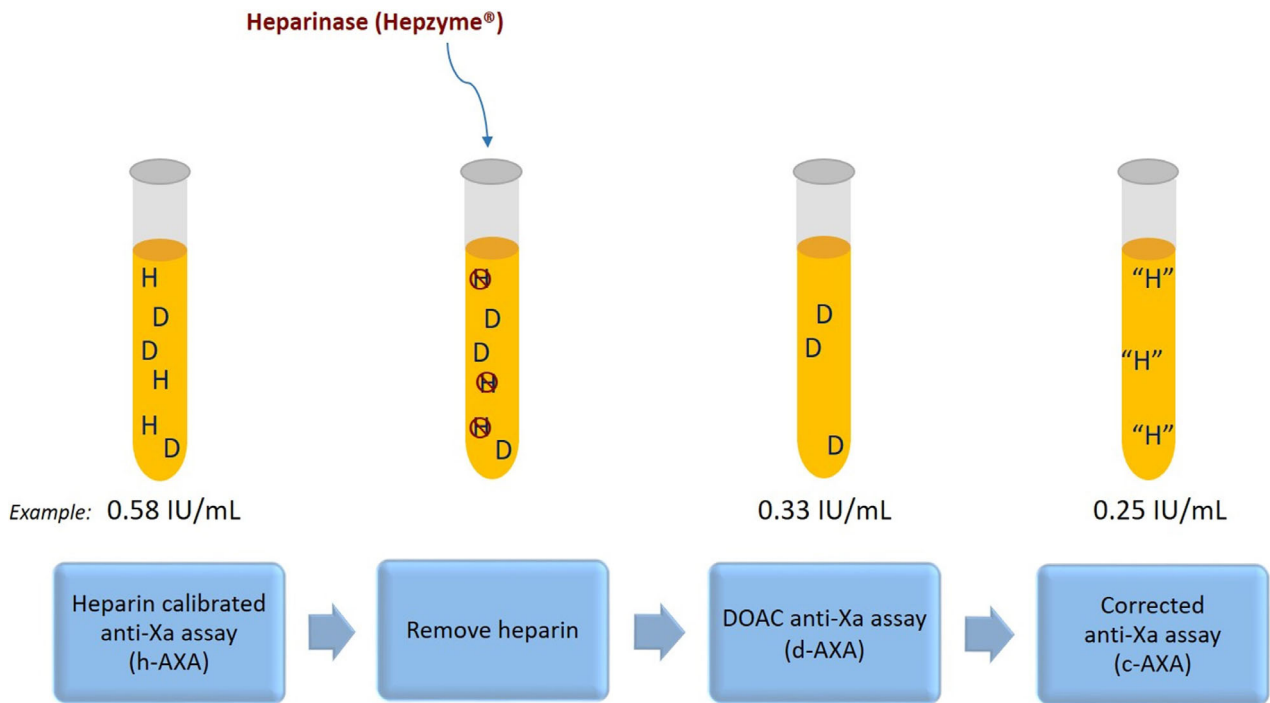 Heparinase (Hepzyme®)
H
D
D
H
H
D
H
D
D
H
H
D
D
D
D
“H”
“H”
“H”
Example: 0.58 IU/mL
0.33 IU/mL
0.25 IU/mL
Heparin calibrated
anti-Xa assay
(h-AXA)
Remove heparin
DOAC anti-Xa assay
(d-AXA)
Corrected
anti-Xa assay
(c-AXA)